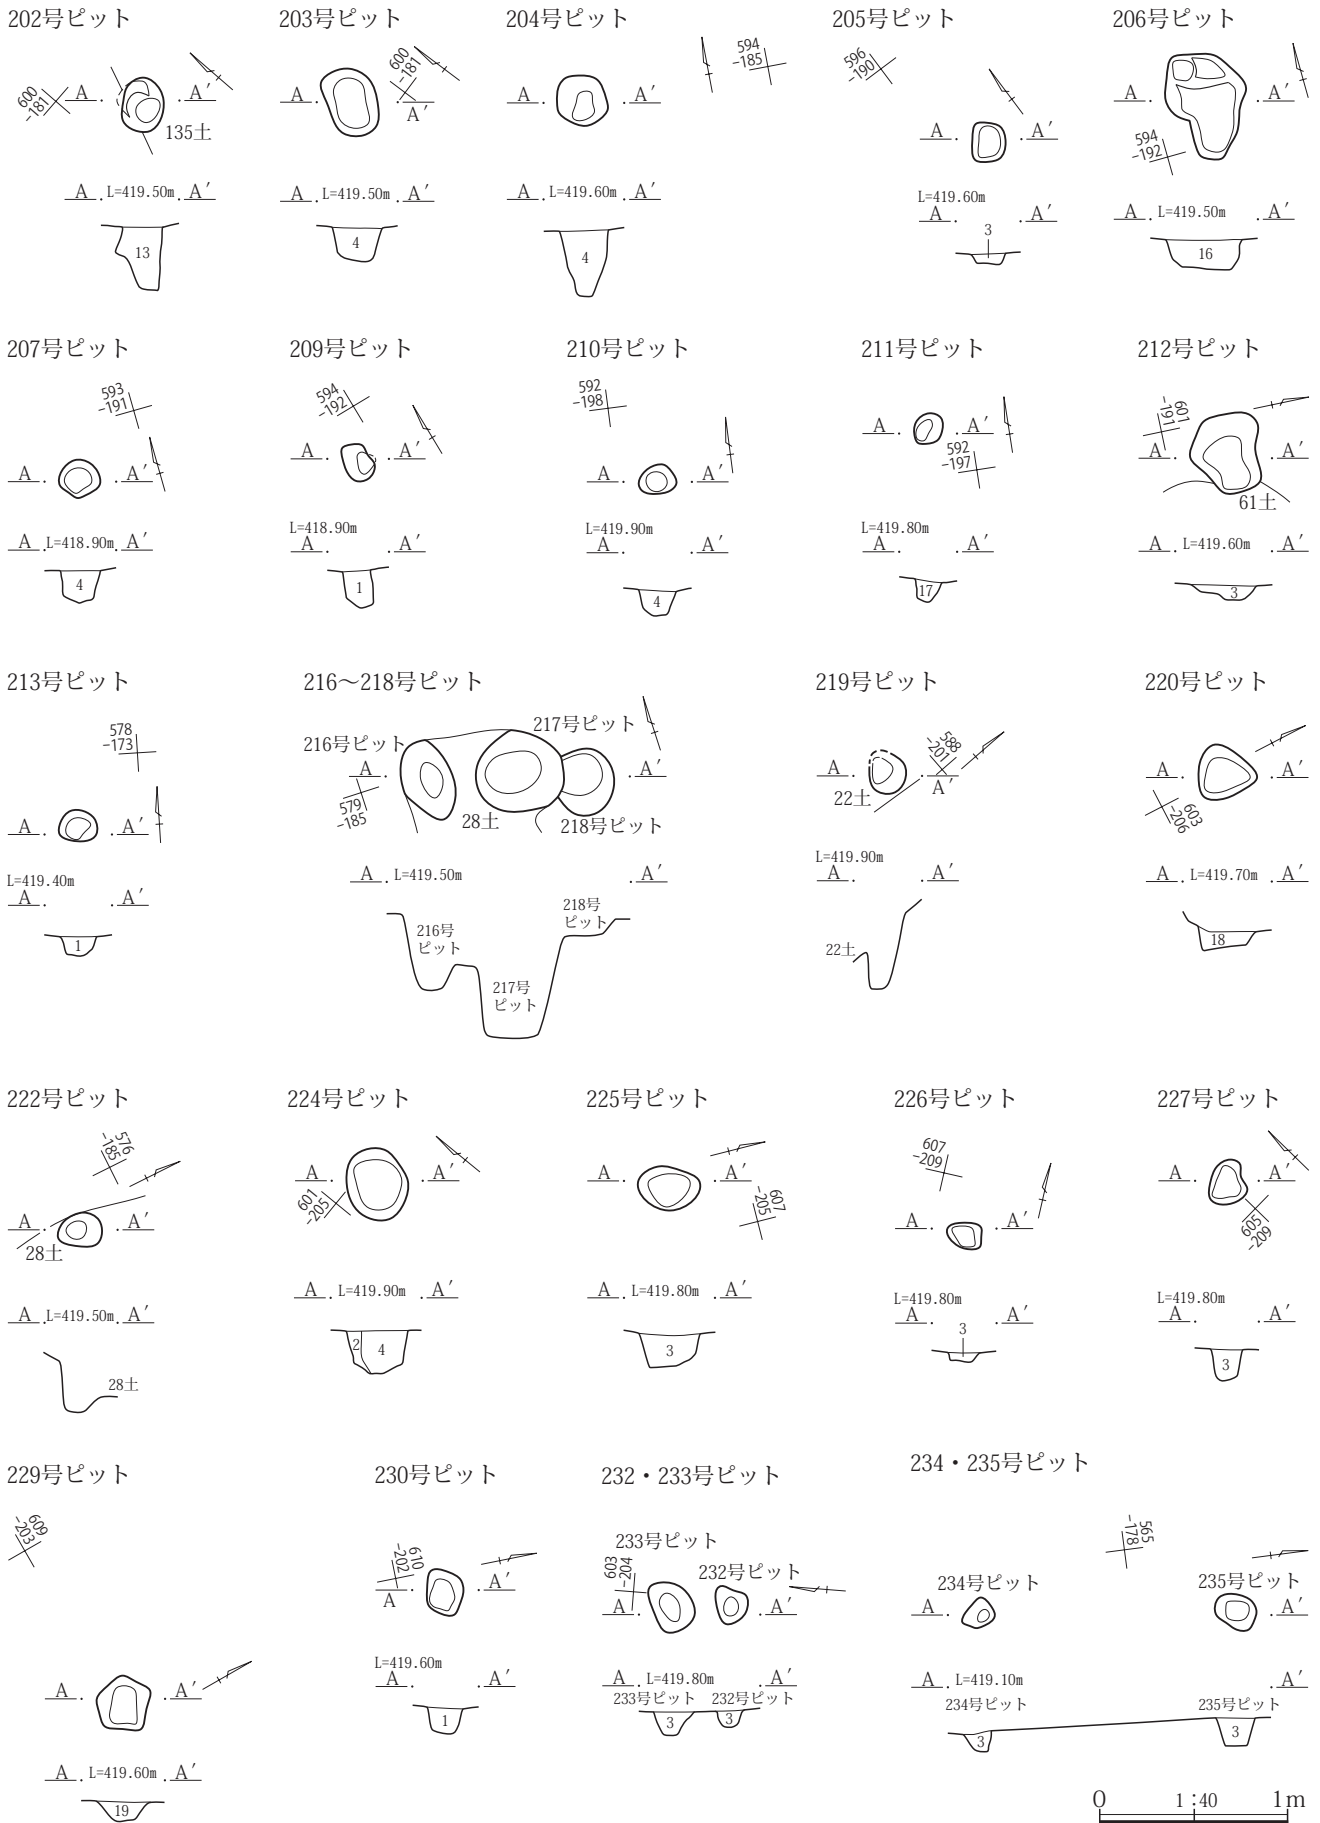 202号ピット
600
-181
A . . A′
135土
A . L=419.50m . A′
13
203号ピット
600
-181
A . . A′
A . L=419.50m . A′
4
204号ピット
594
-185
A . . A′
A . L=419.60m . A′
4
205号ピット
596
-190
A . . A′
L=419.60m
A . . A′
3
206号ピット
A . . A′
594
-192
A . L=419.50m . A′
16
207号ピット
593
-191
A . . A′
A . L=418.90m . A′
4
209号ピット
594
-192
A . . A′
L=418.90m
A . . A′
1
210号ピット
592
-198
A . . A′
L=419.90m
A . . A′
4
211号ピット
A . . A′
592
-197
L=419.80m
A . . A′
17
212号ピット
601
-191
A . . A′
61土
A . L=419.60m . A′
3
213号ピット
578
-173
A . . A′
L=419.40m
A . . A′
1
216～218号ピット
217号ピット
216号ピット
A . . A′
579
-185
28土
218号ピット
A . L=419.50m . A′
218号
ピット
216号
ピット
217号
ピット
219号ピット
588
-201
A . . A′
22土
L=419.90m
A . . A′
22土
220号ピット
A . . A′
603
-206
A . L=419.70m . A′
18
222号ピット
576
-185
A . . A′
28土
A . L=419.50m . A′
28土
224号ピット
A . . A′
601
-205
A . L=419.90m . A′
2 4
225号ピット
A . . A′
607
-205
A . L=419.80m . A′
3
226号ピット
607
-209
A . . A′
L=419.80m
A . . A′
3
227号ピット
A . . A′
605
-209
L=419.80m
A . . A′
3
229号ピット
609
-203
A . . A′
A . L=419.60m . A′
19
230号ピット
610
-202
A . . A′
L=419.60m
A . . A′
1
232・233号ピット
233号ピット
603
-204
232号ピット
A . . A′
A . L=419.80m . A′
233号ピット 232号ピット
3 3
234・235号ピット
565
-178
234号ピット 235号ピット
A . . A′
A . L=419.10m . A′
234号ピット 235号ピット
3 3
0 1:40 1m